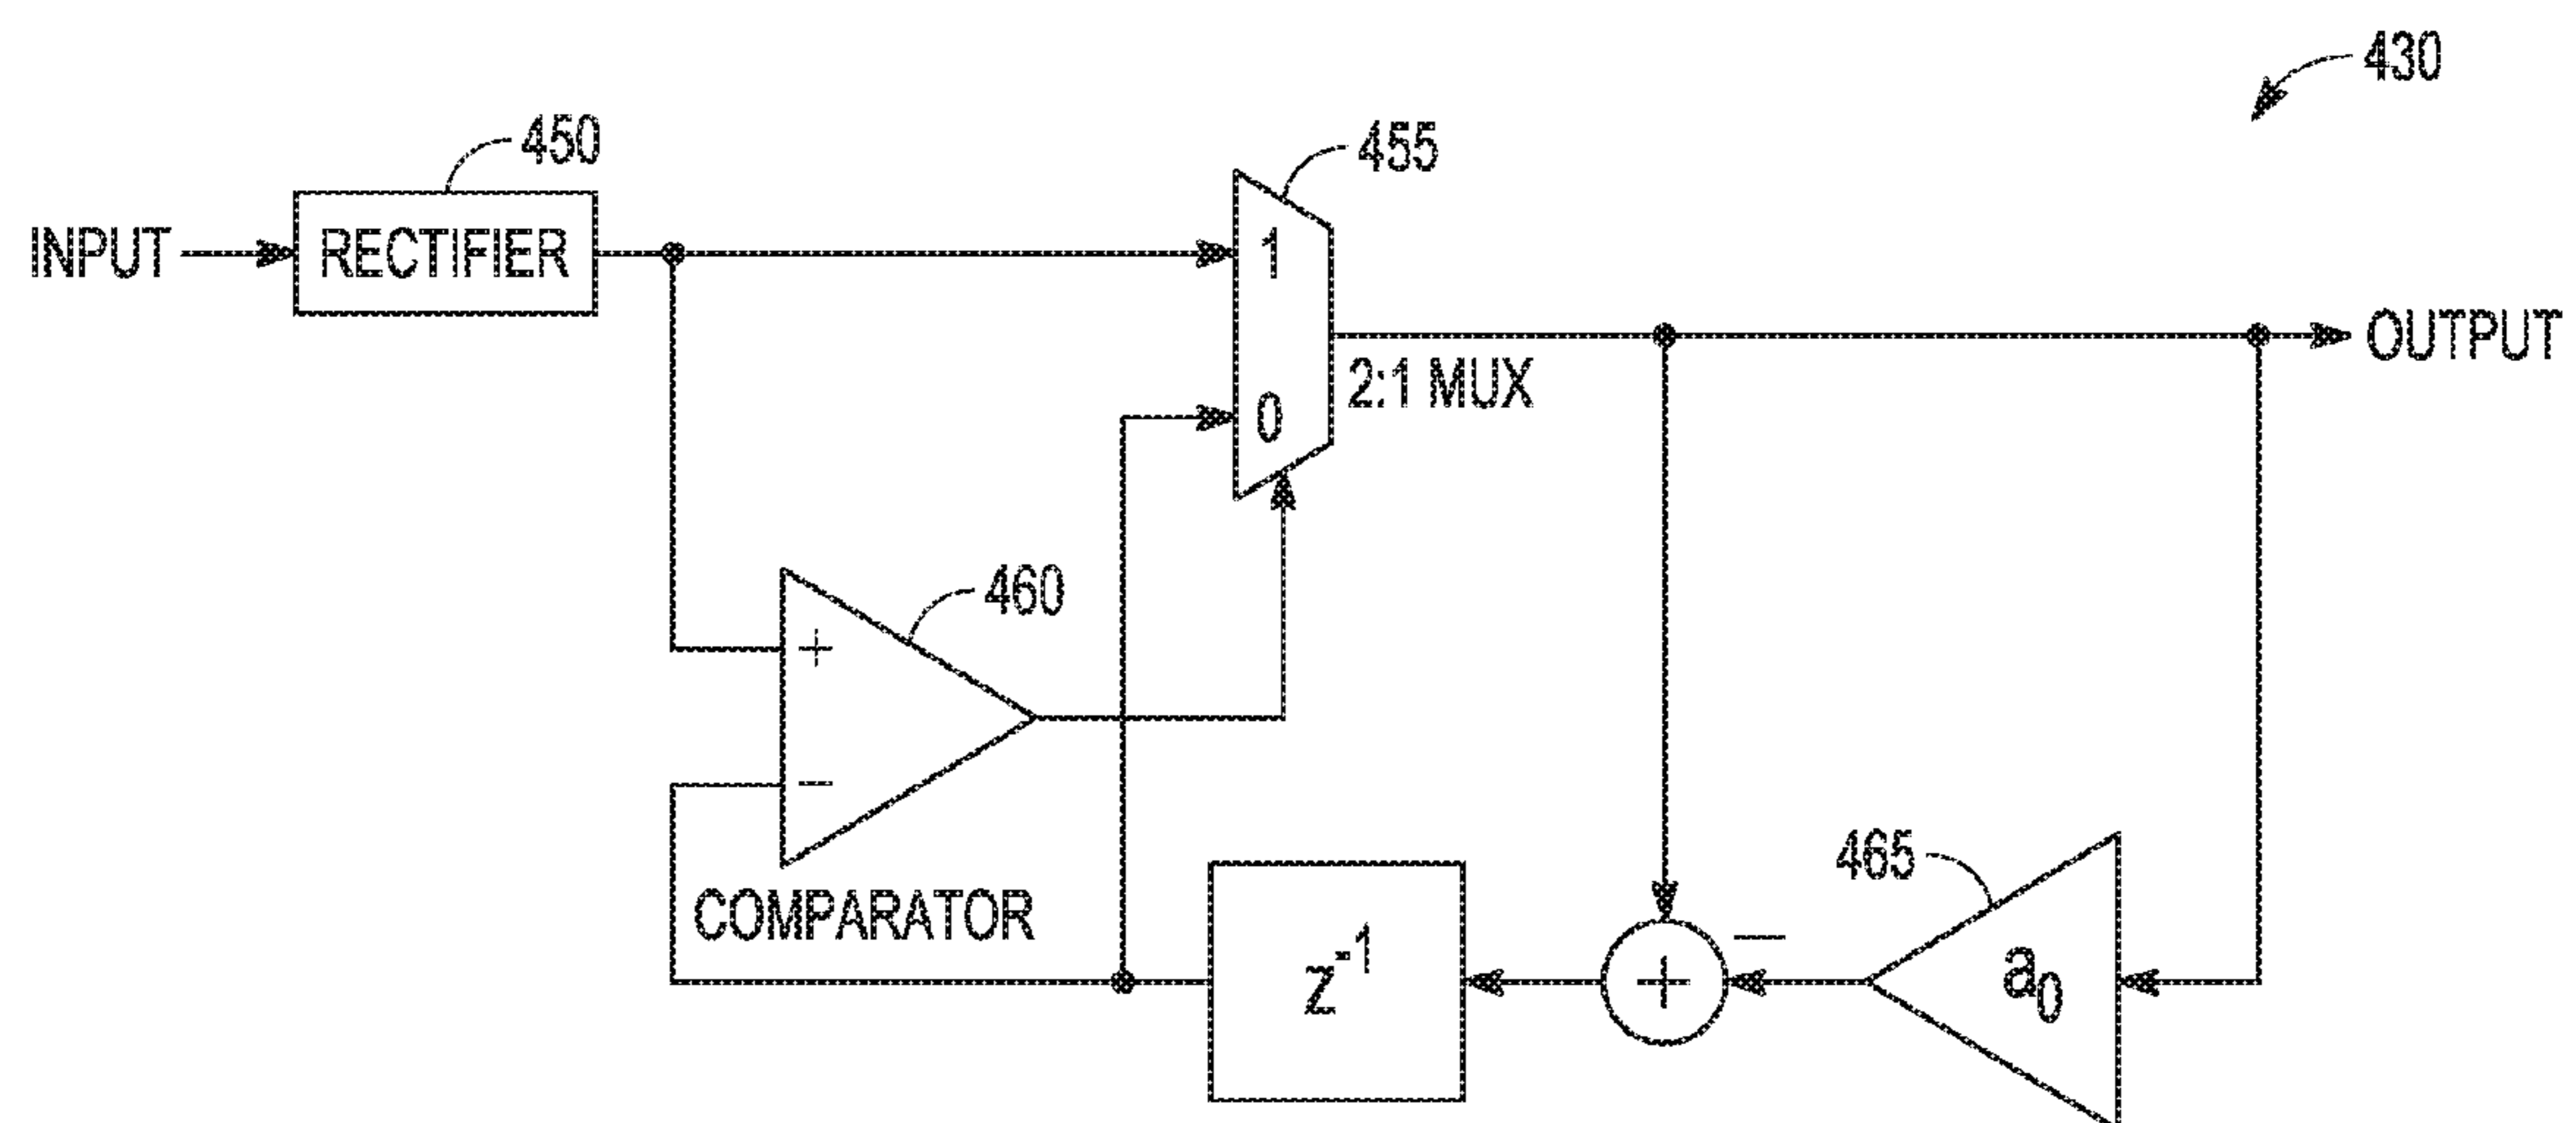 430
450
455
INPUT
RECTIFIER
1
OUTPUT
2:1 MUX
0
460
+
−
465
COMPARATOR
−
z⁻¹
+
a₀